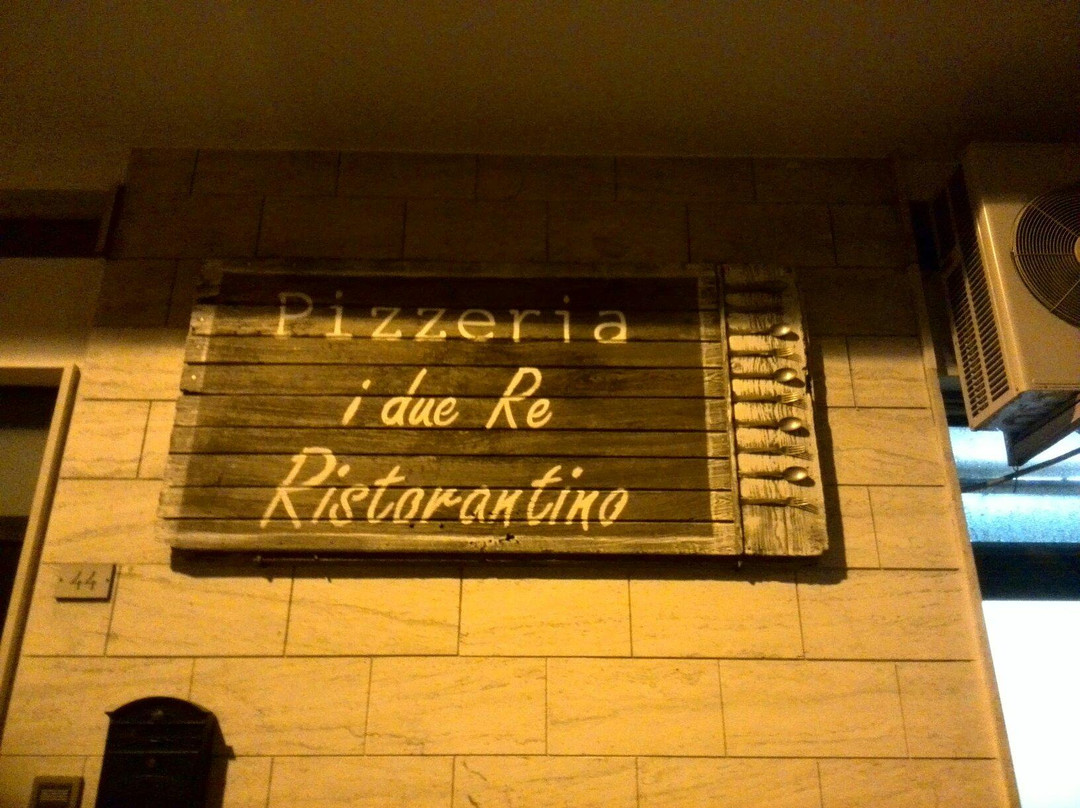 Pizzeria
i due Re
Ristorantino
44